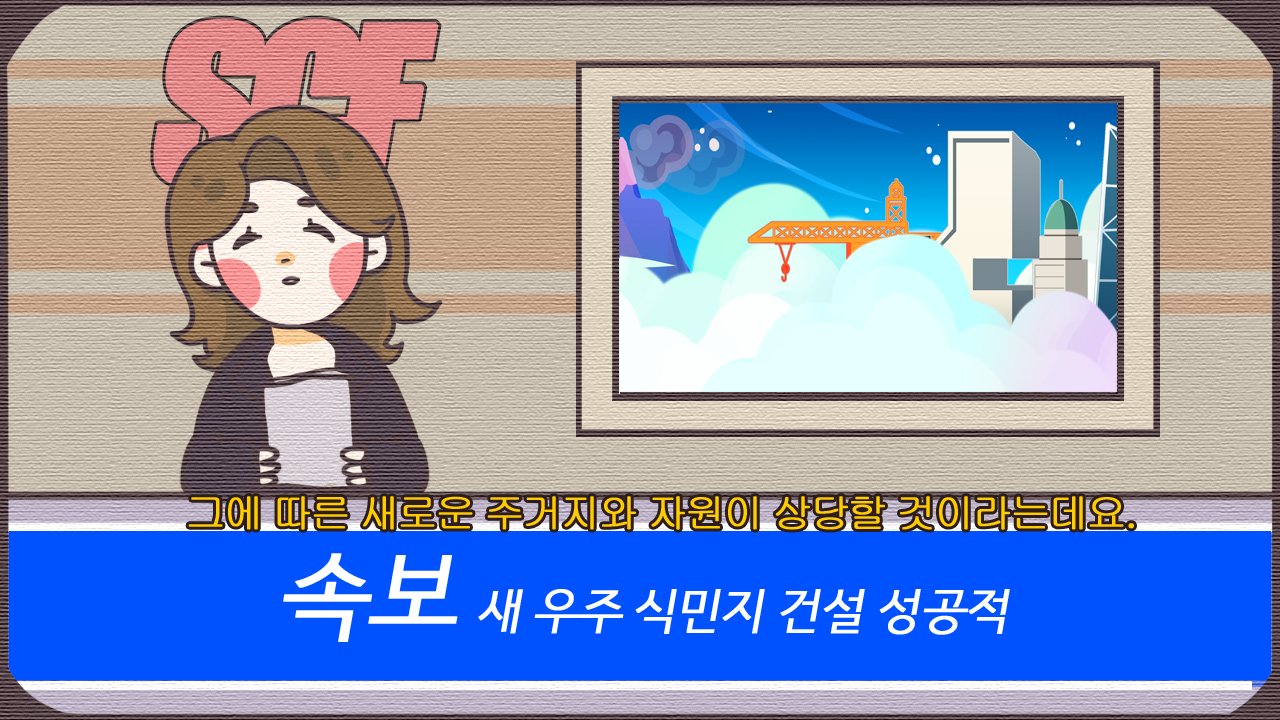 그에 따른 새로운 주거지와 자원이 상당할 것이라는데요.
속보 새 우주 식민지 건설 성공적